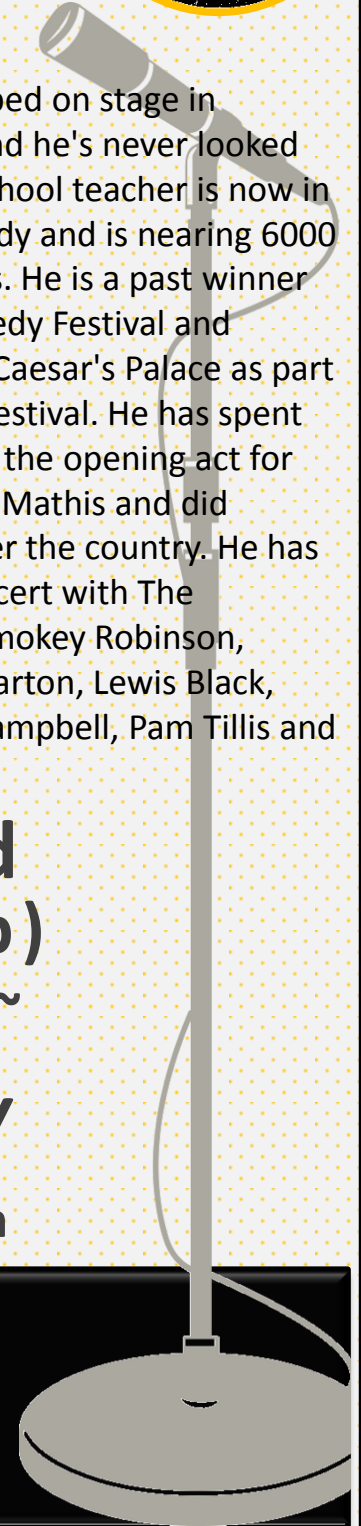 ped on stage in
nd he's never looked
chool teacher is now in
dy and is nearing 6000
s. He is a past winner
edy Festival and
Caesar's Palace as part
estival. He has spent
the opening act for
Mathis and did
er the country. He has
cert with The
mokey Robinson,
arton, Lewis Black,
ampbell, Pam Tillis and
d
o)
~
y
n